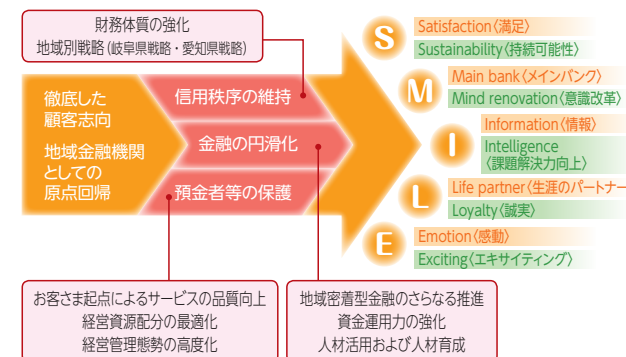 財務体質の強化
地域別戦略(岐阜県戦略・愛知県戦略)
徹底した
顧客志向
地域金融機関
としての
原点回帰
信用秩序の維持
金融の円滑化
預金者等の保護
お客さま起点によるサービスの品質向上
経営資源配分の最適化
経営管理態勢の高度化
地域密着型金融のさらなる推進
資金運用力の強化
人材活用および人材育成
S
Satisfaction〈満足〉
Sustainability〈持続可能性〉
M
Main bank〈メインバンク〉
Mind renovation〈意識改革〉
I
Information〈情報〉
Intelligence
〈課題解決力向上〉
L
Life partner〈生涯のパートナー
Loyalty〈誠実〉
E
Emotion〈感動〉
Exciting〈エキサイティング〉